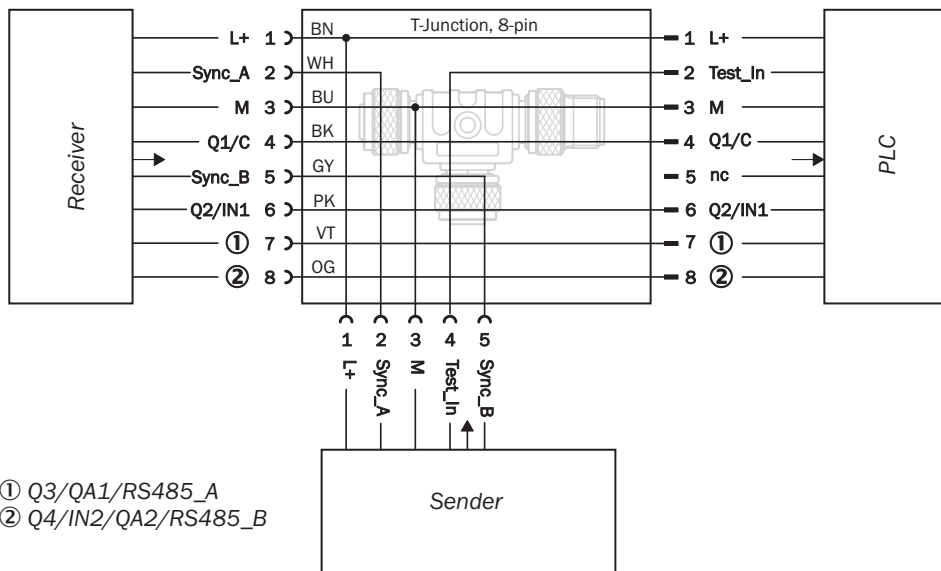 T-Junction, 8-pin
L+ 1 BN 1 L+
Sync_A 2 WH 2 Test_In
M 3 BU 3 M
Q1/C 4 BK 4 Q1/C
Sync_B 5 GY 5 nc
Q2/IN1 6 PK 6 Q2/IN1
① 7 VT 7 ①
② 8 OG 8 ②
Receiver
PLC
1 2 3 4 5
L+ Sync_A M Test_In Sync_B
Sender
① Q3/QA1/RS485_A
② Q4/IN2/QA2/RS485_B